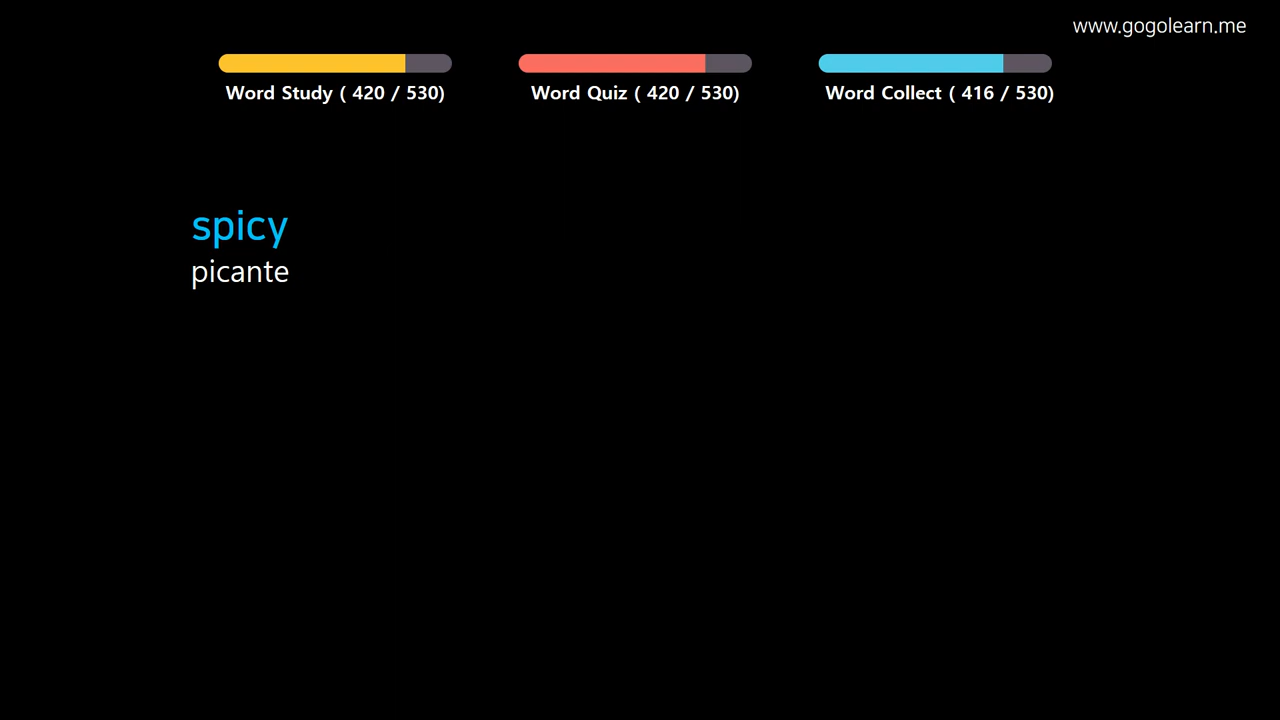 www.gogolearn.me
Word Study ( 420 / 530)
Word Quiz ( 420 / 530)
Word Collect ( 416 / 530)
spicy
picante